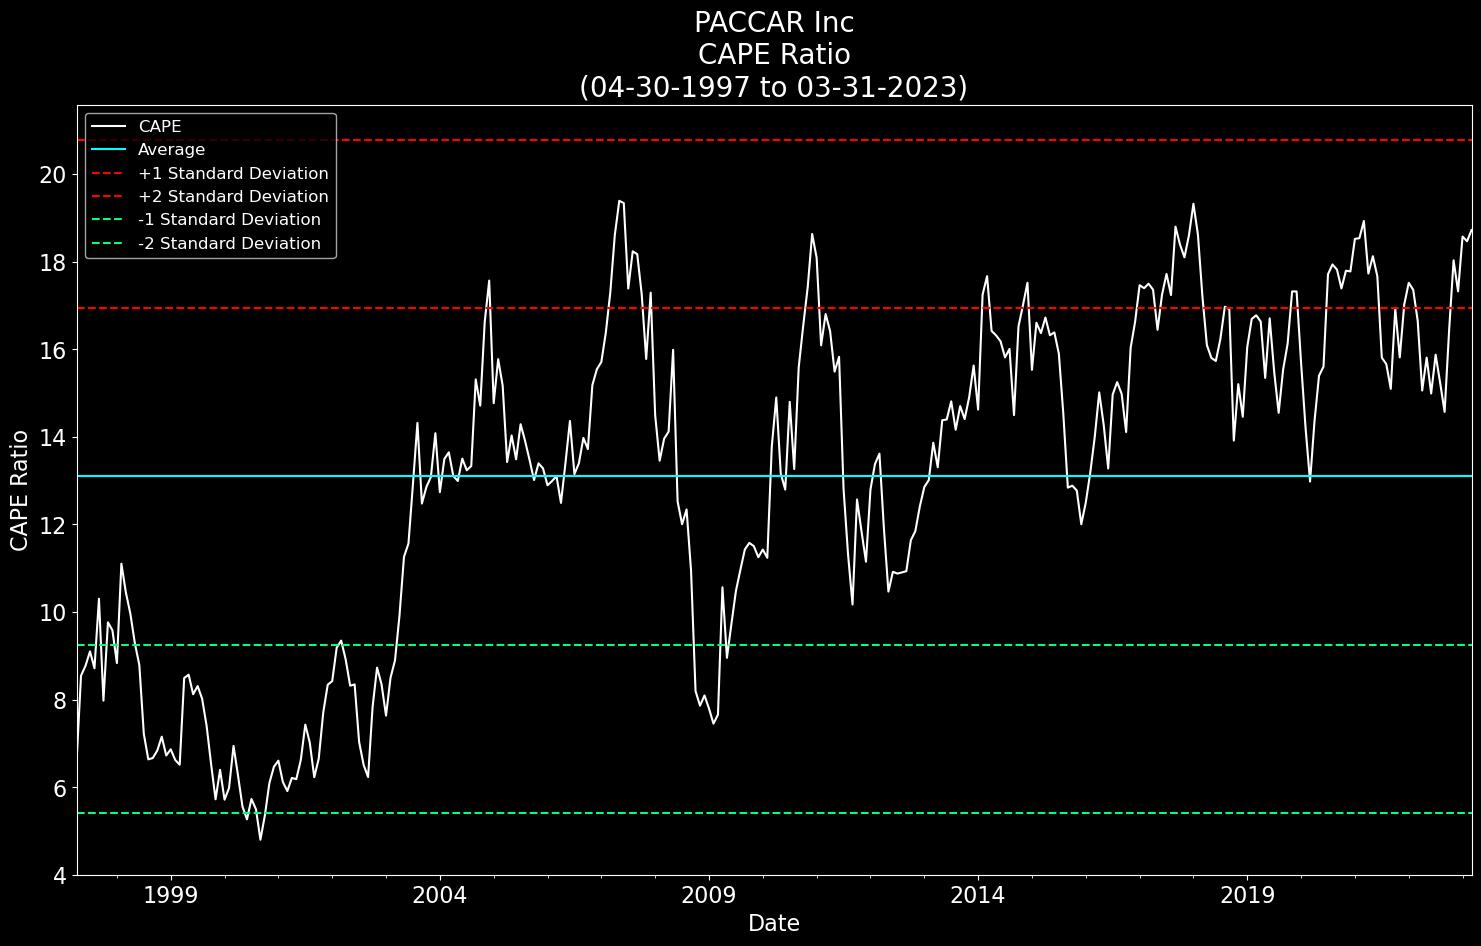 PACCAR Inc
CAPE Ratio
(04-30-1997 to 03-31-2023)
CAPE
Average
+1 Standard Deviation
+2 Standard Deviation
-1 Standard Deviation
-2 Standard Deviation
20
18
16
14
12
10
8
6
4
CAPE Ratio
1999
2004
2009
2014
2019
Date